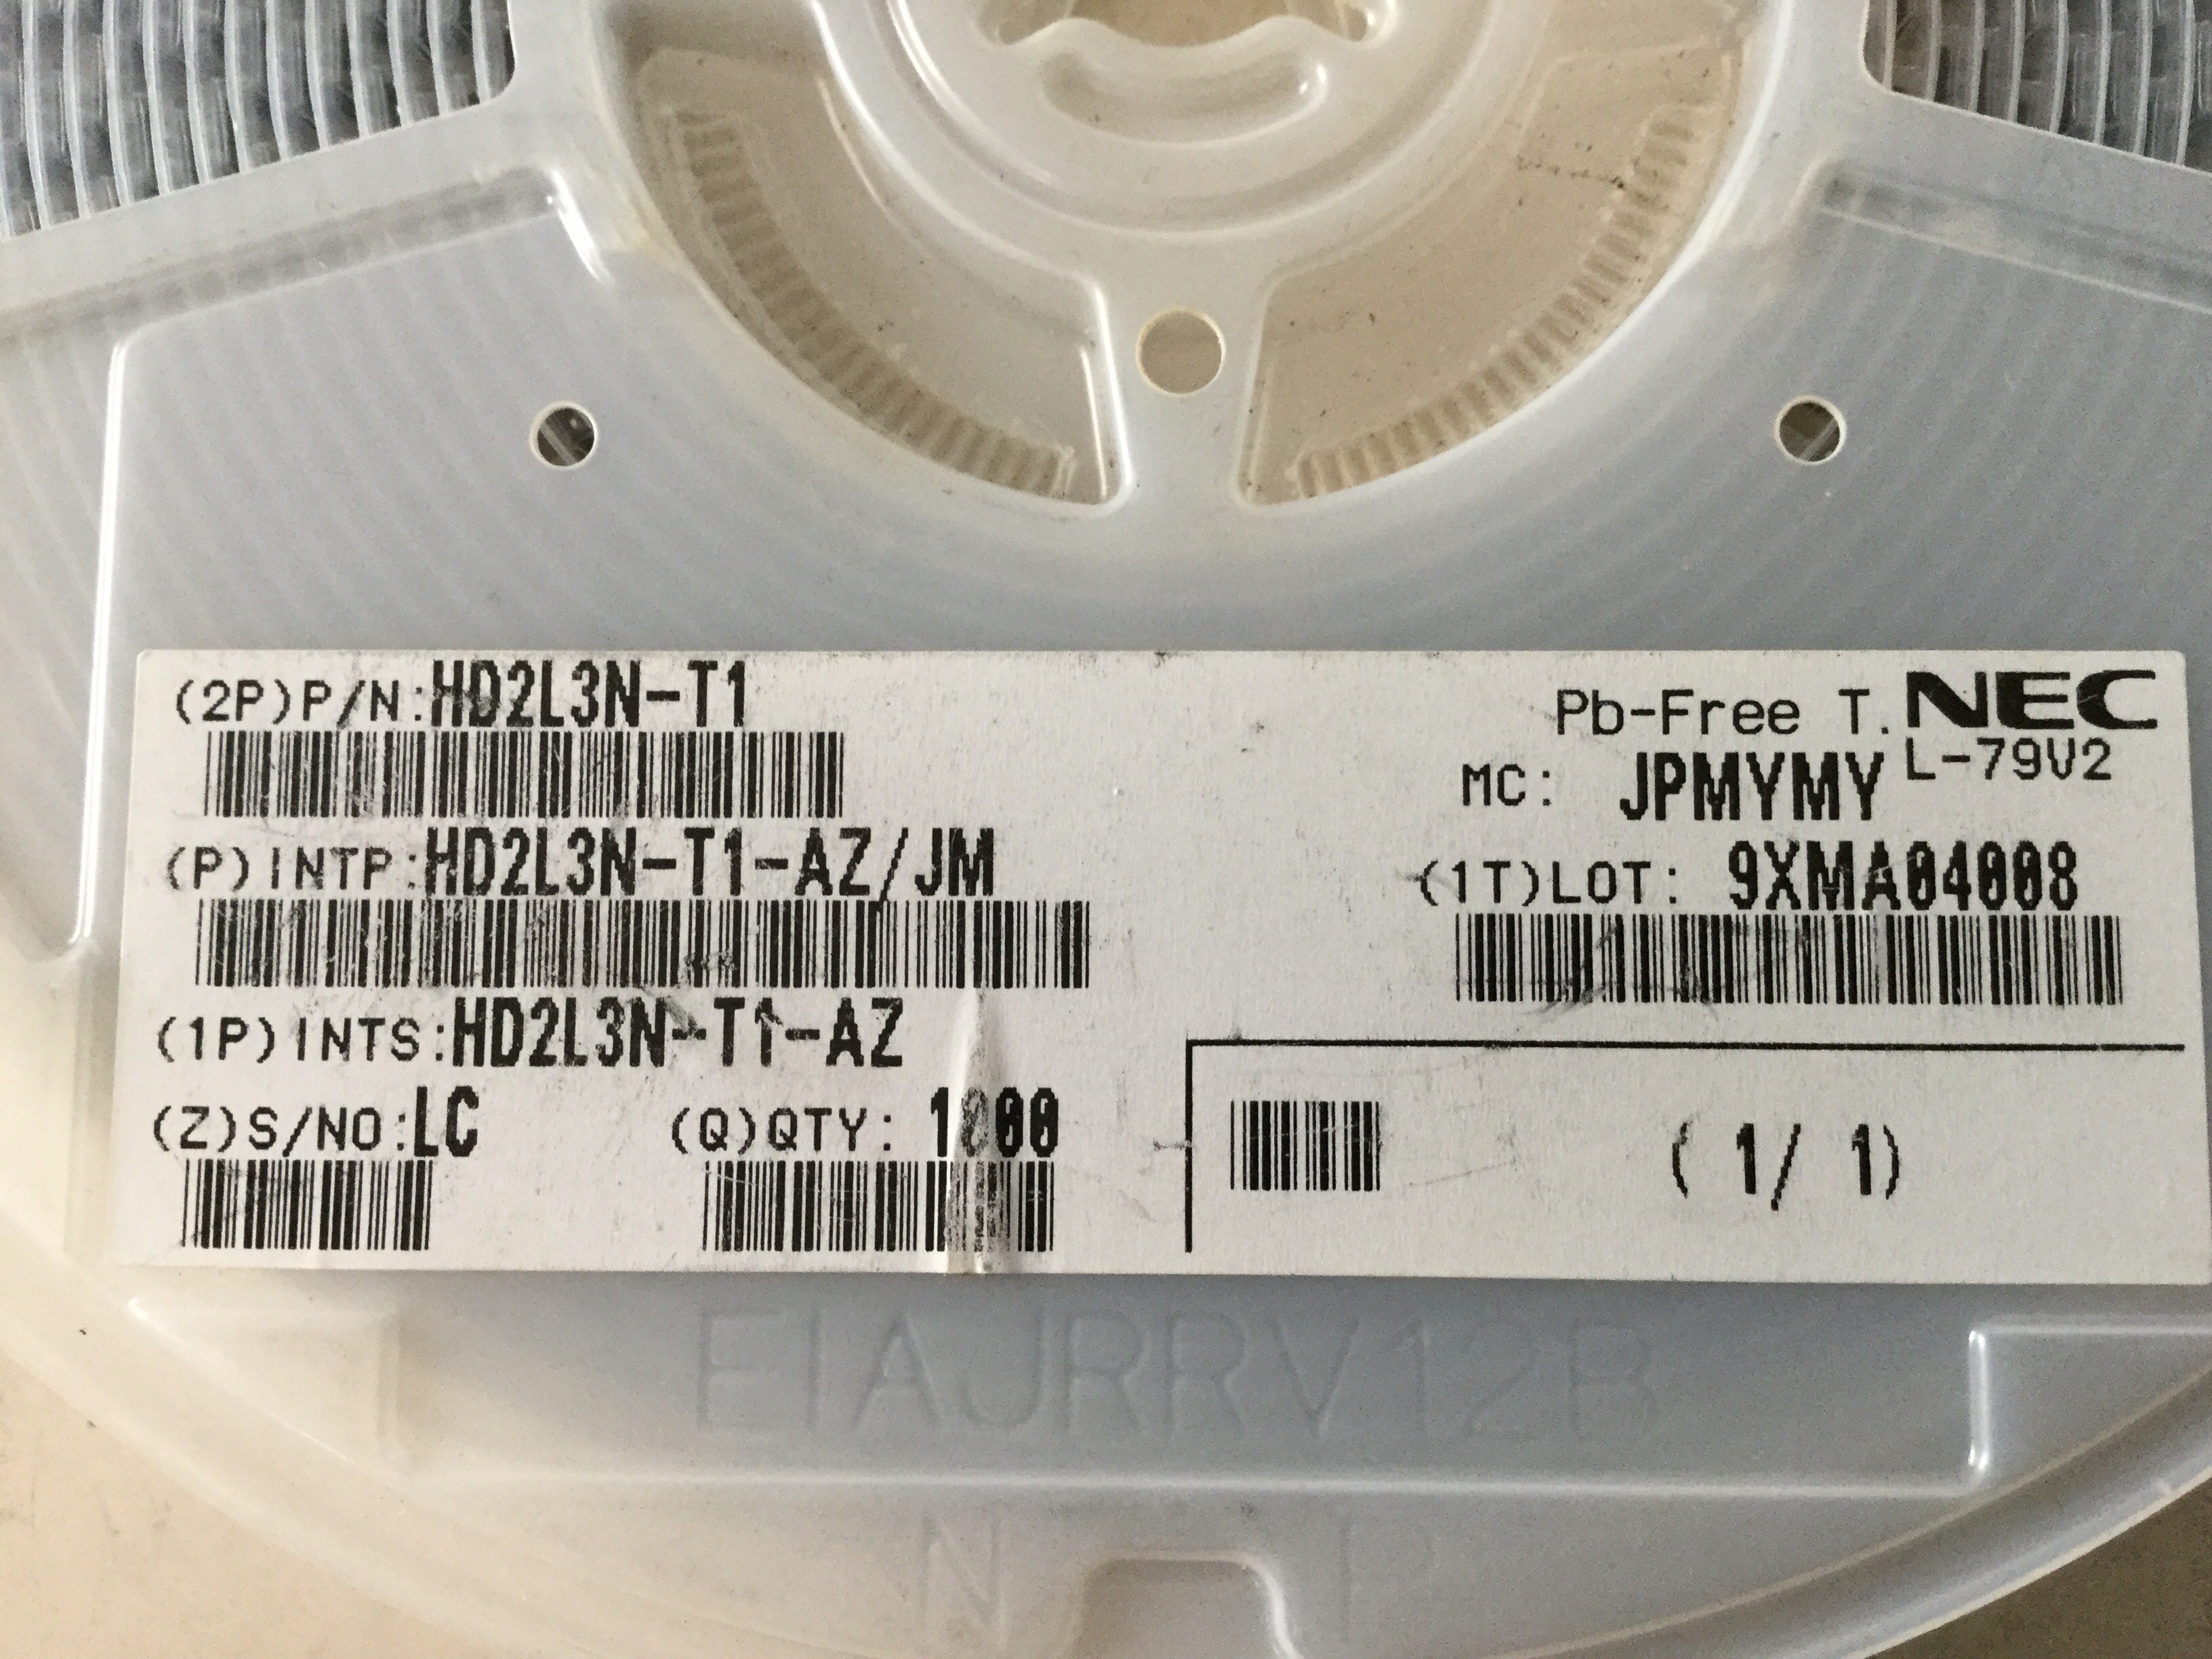 (2P)P/N:HD2L3N-T1
Pb-Free T. NEC
MC: JPMYMY L-79V2
(P)INTP:HD2L3N-T1-AZ/JM
(1T)LOT: 9XMA04008
(1P)INTS:HD2L3N-T1-AZ
(Z)S/NO:LC (Q)QTY: 1000
( 1/ 1)
EIAJRRV12B
N P